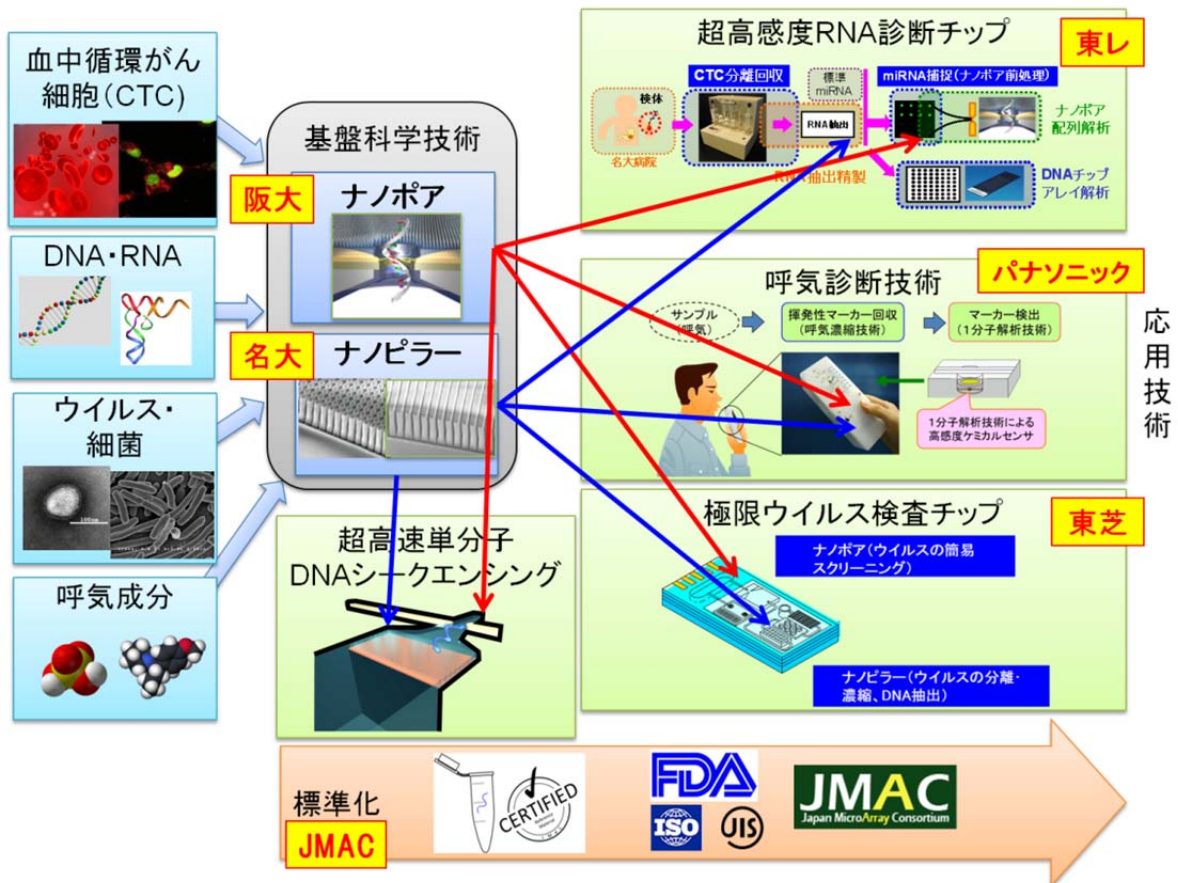 血中循環がん
細胞(CTC)
DNA・RNA
ウイルス・
細菌
100nm
呼気成分
基盤科学技術
阪大
ナノポア
名大
ナノピラー
超高速単分子
DNAシークエンシング
超高感度RNA診断チップ
東レ
CTC分離回収
標準
miRNA
miRNA捕捉(ナノポア前処理)
検体
名大病院
RNA抽出
RNA抽出精製
ナノポア
配列解析
DNAチップ
アレイ解析
呼気診断技術
パナソニック
サンプル
(呼気)
揮発性マーカー回収
(呼気濃縮技術)
マーカー検出
(1分子解析技術)
1分子解析技術による
高感度ケミカルセンサ
応用技術
極限ウイルス検査チップ
東芝
ナノポア(ウイルスの簡易
スクリーニング)
ナノピラー(ウイルスの分離・
濃縮、DNA抽出)
標準化
JMAC
CERTIFIED
FDA
ISO
JIS
JMAC
Japan MicroArray Consortium